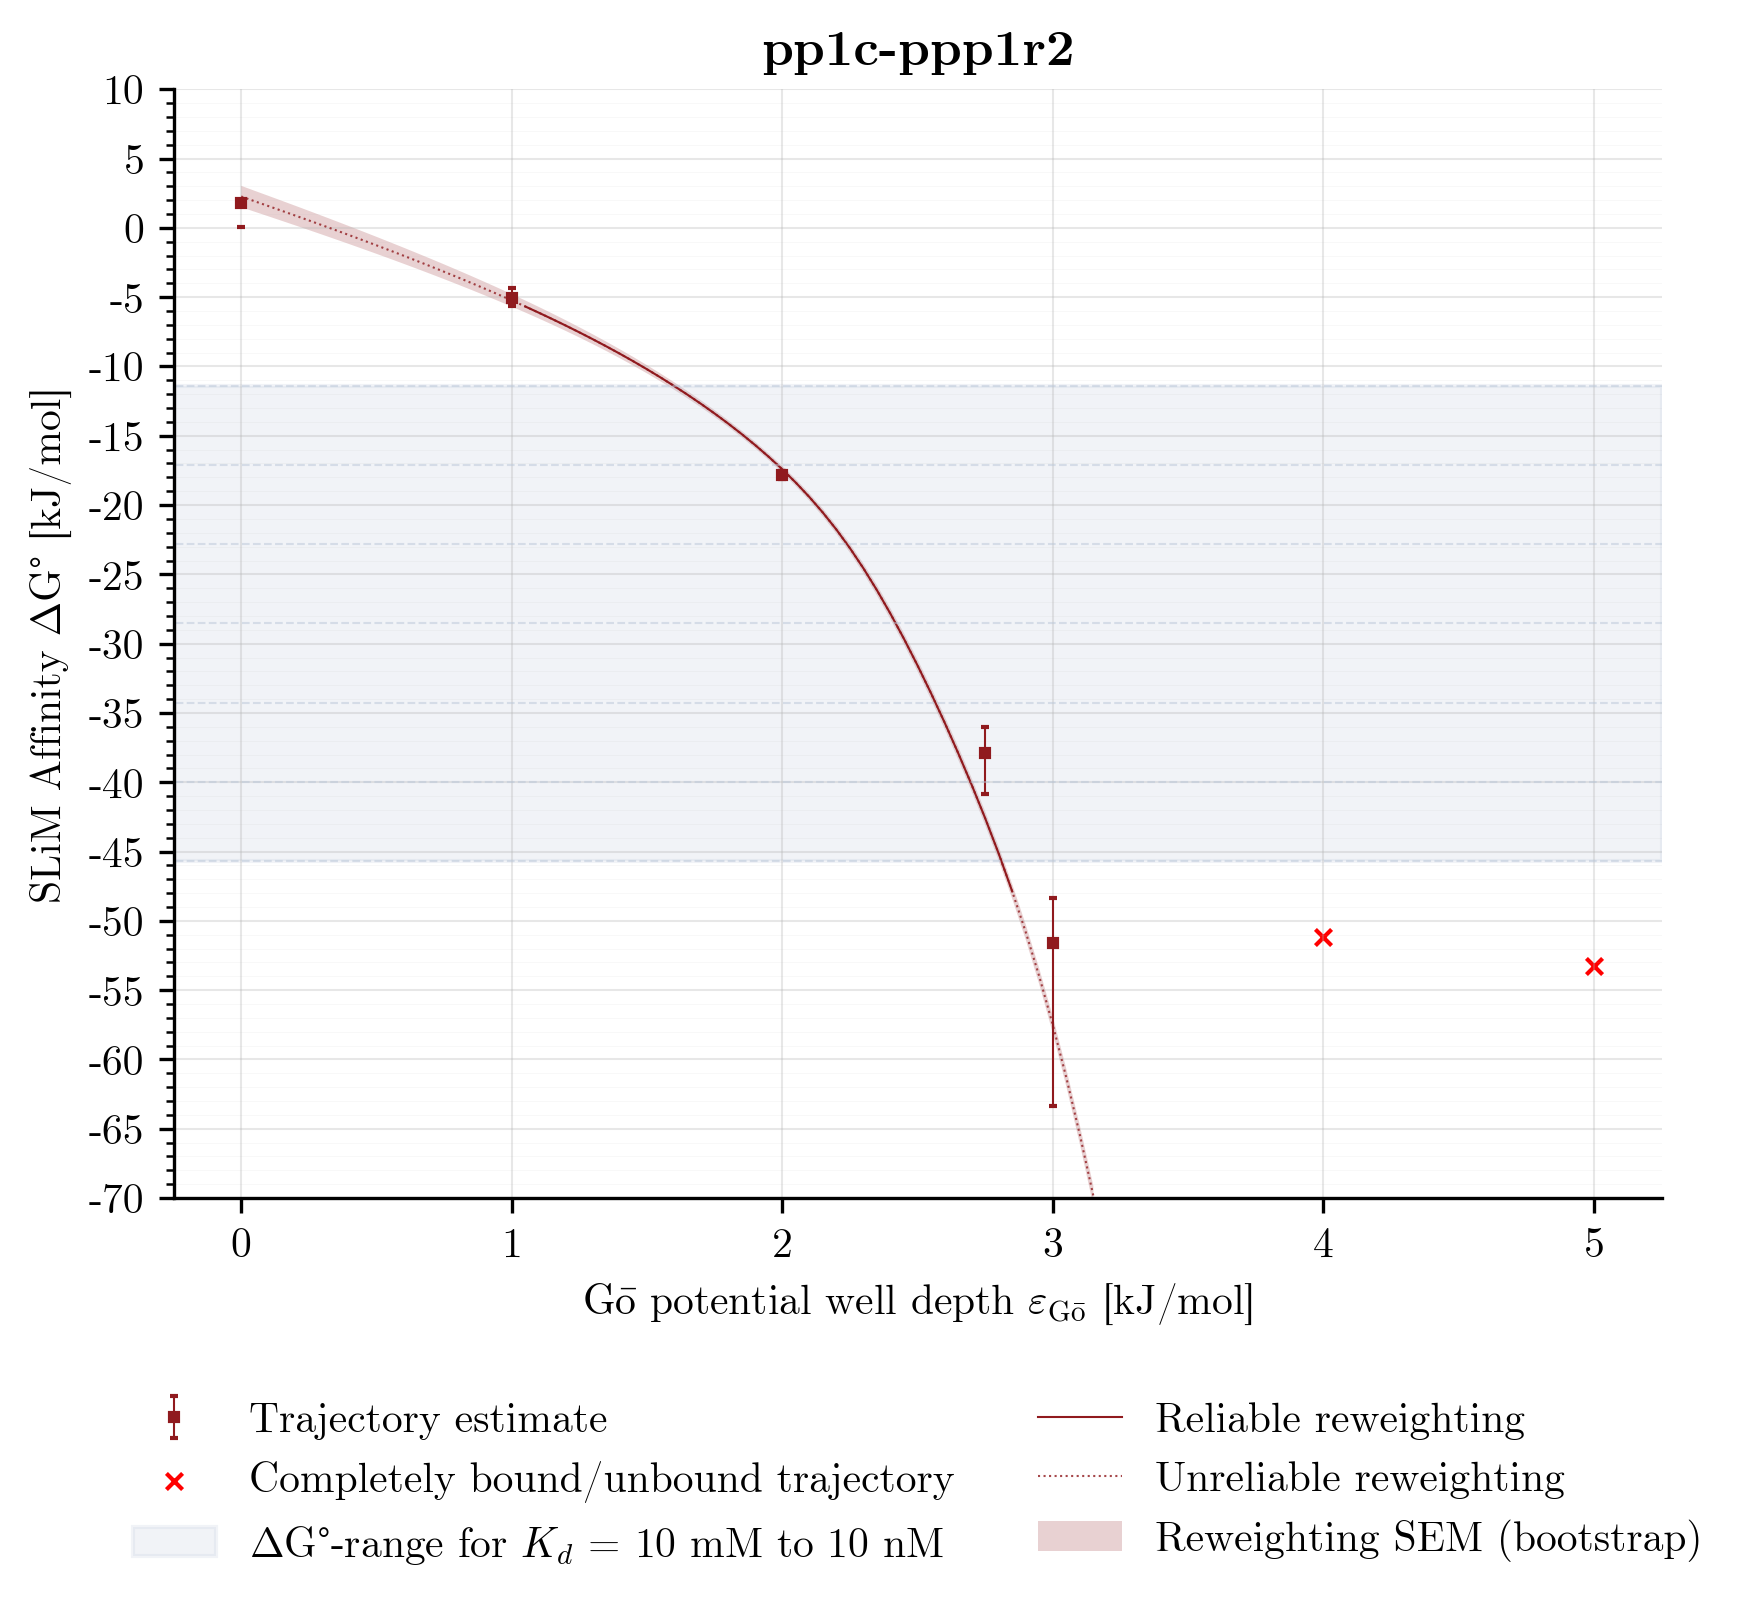 pp1c-ppp1r2
SLiM Affinity ΔG° [kJ/mol]
10
5
0
-5
-10
-15
-20
-25
-30
-35
-40
-45
-50
-55
-60
-65
-70
0 1 2 3 4 5
Gō potential well depth ε_Gō [kJ/mol]
Trajectory estimate
Completely bound/unbound trajectory
ΔG°-range for K_d = 10 mM to 10 nM
Reliable reweighting
Unreliable reweighting
Reweighting SEM (bootstrap)